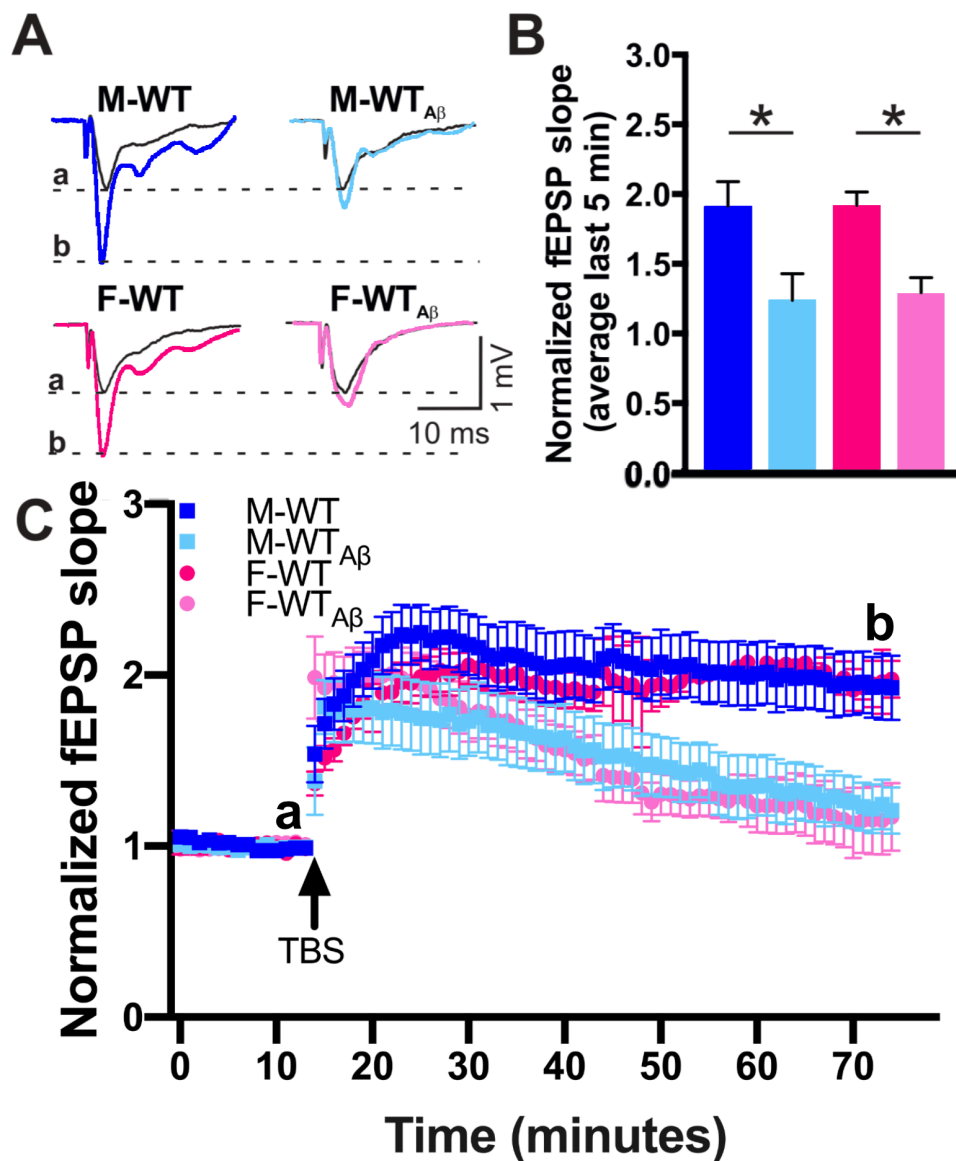 A
M-WT
M-WTAβ
a
b
F-WT
F-WTAβ
a
b
1 mV
10 ms
B
Normalized fEPSP slope
(average last 5 min)
3.0
2.5
2.0
1.5
1.0
0.5
0.0
*
*
C
Normalized fEPSP slope
3
2
1
0
M-WT
M-WTAβ
F-WT
F-WTAβ
a
b
TBS
0 10 20 30 40 50 60 70
Time (minutes)